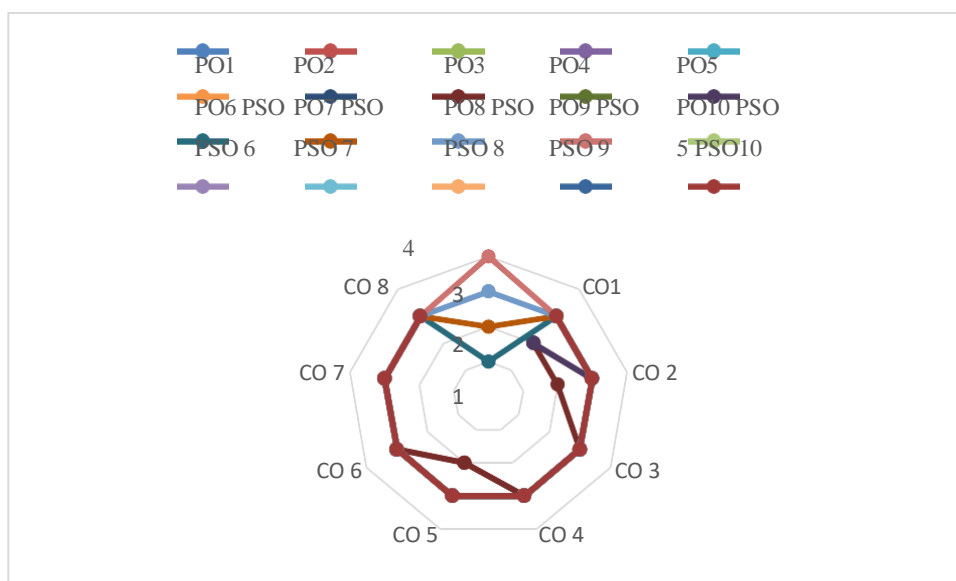 PO1 PO2 PO3 PO4 PO5
PO6 PSO PO7 PSO PO8 PSO PO9 PSO PO10 PSO
PSO 6 PSO 7 PSO 8 PSO 9 5 PSO10
4
CO 8 CO1
3
2
CO 7 CO 2
1
CO 6 CO 3
CO 5 CO 4